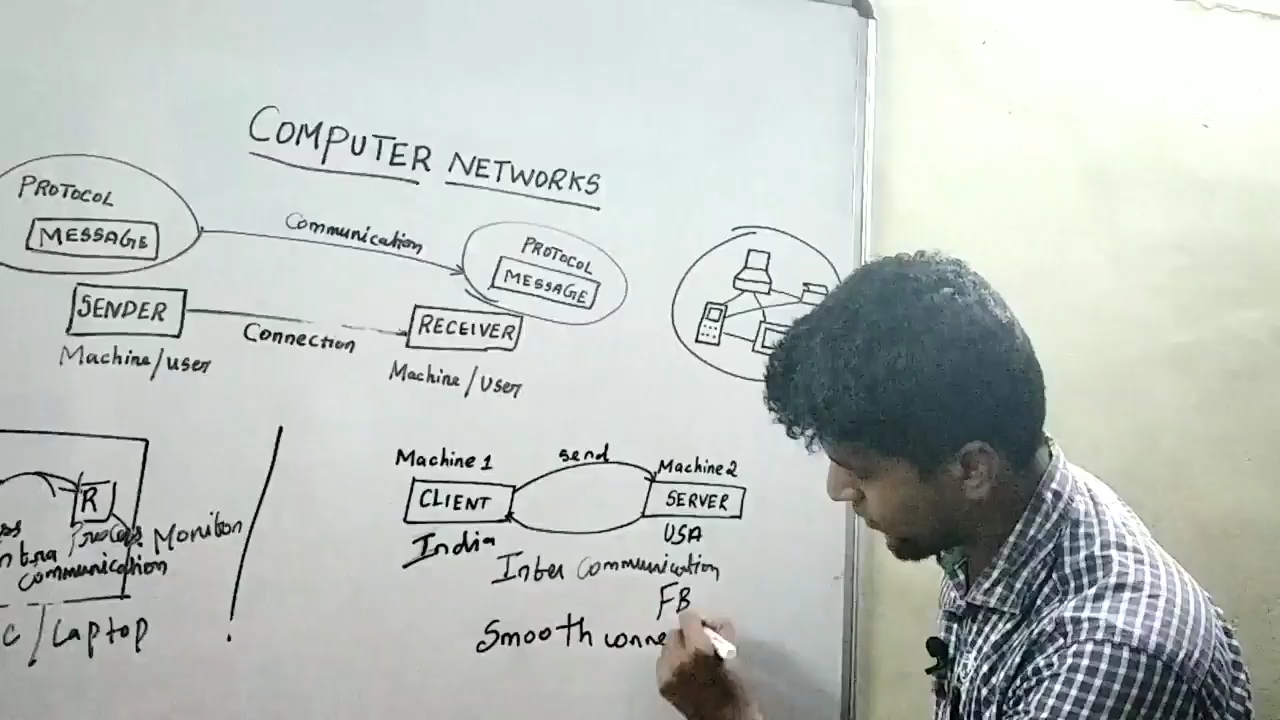 COMPUTER NETWORKS
PROTOCOL
MESSAGE
Communication
PROTOCOL
MESSAGE
SENDER
Connection
RECEIVER
Machine/user
Machine/User
R
Process Monitor
communication
Laptop
Machine 1
send
Machine 2
CLIENT
SERVER
India
USA
Inter communication
FB
Smooth conne